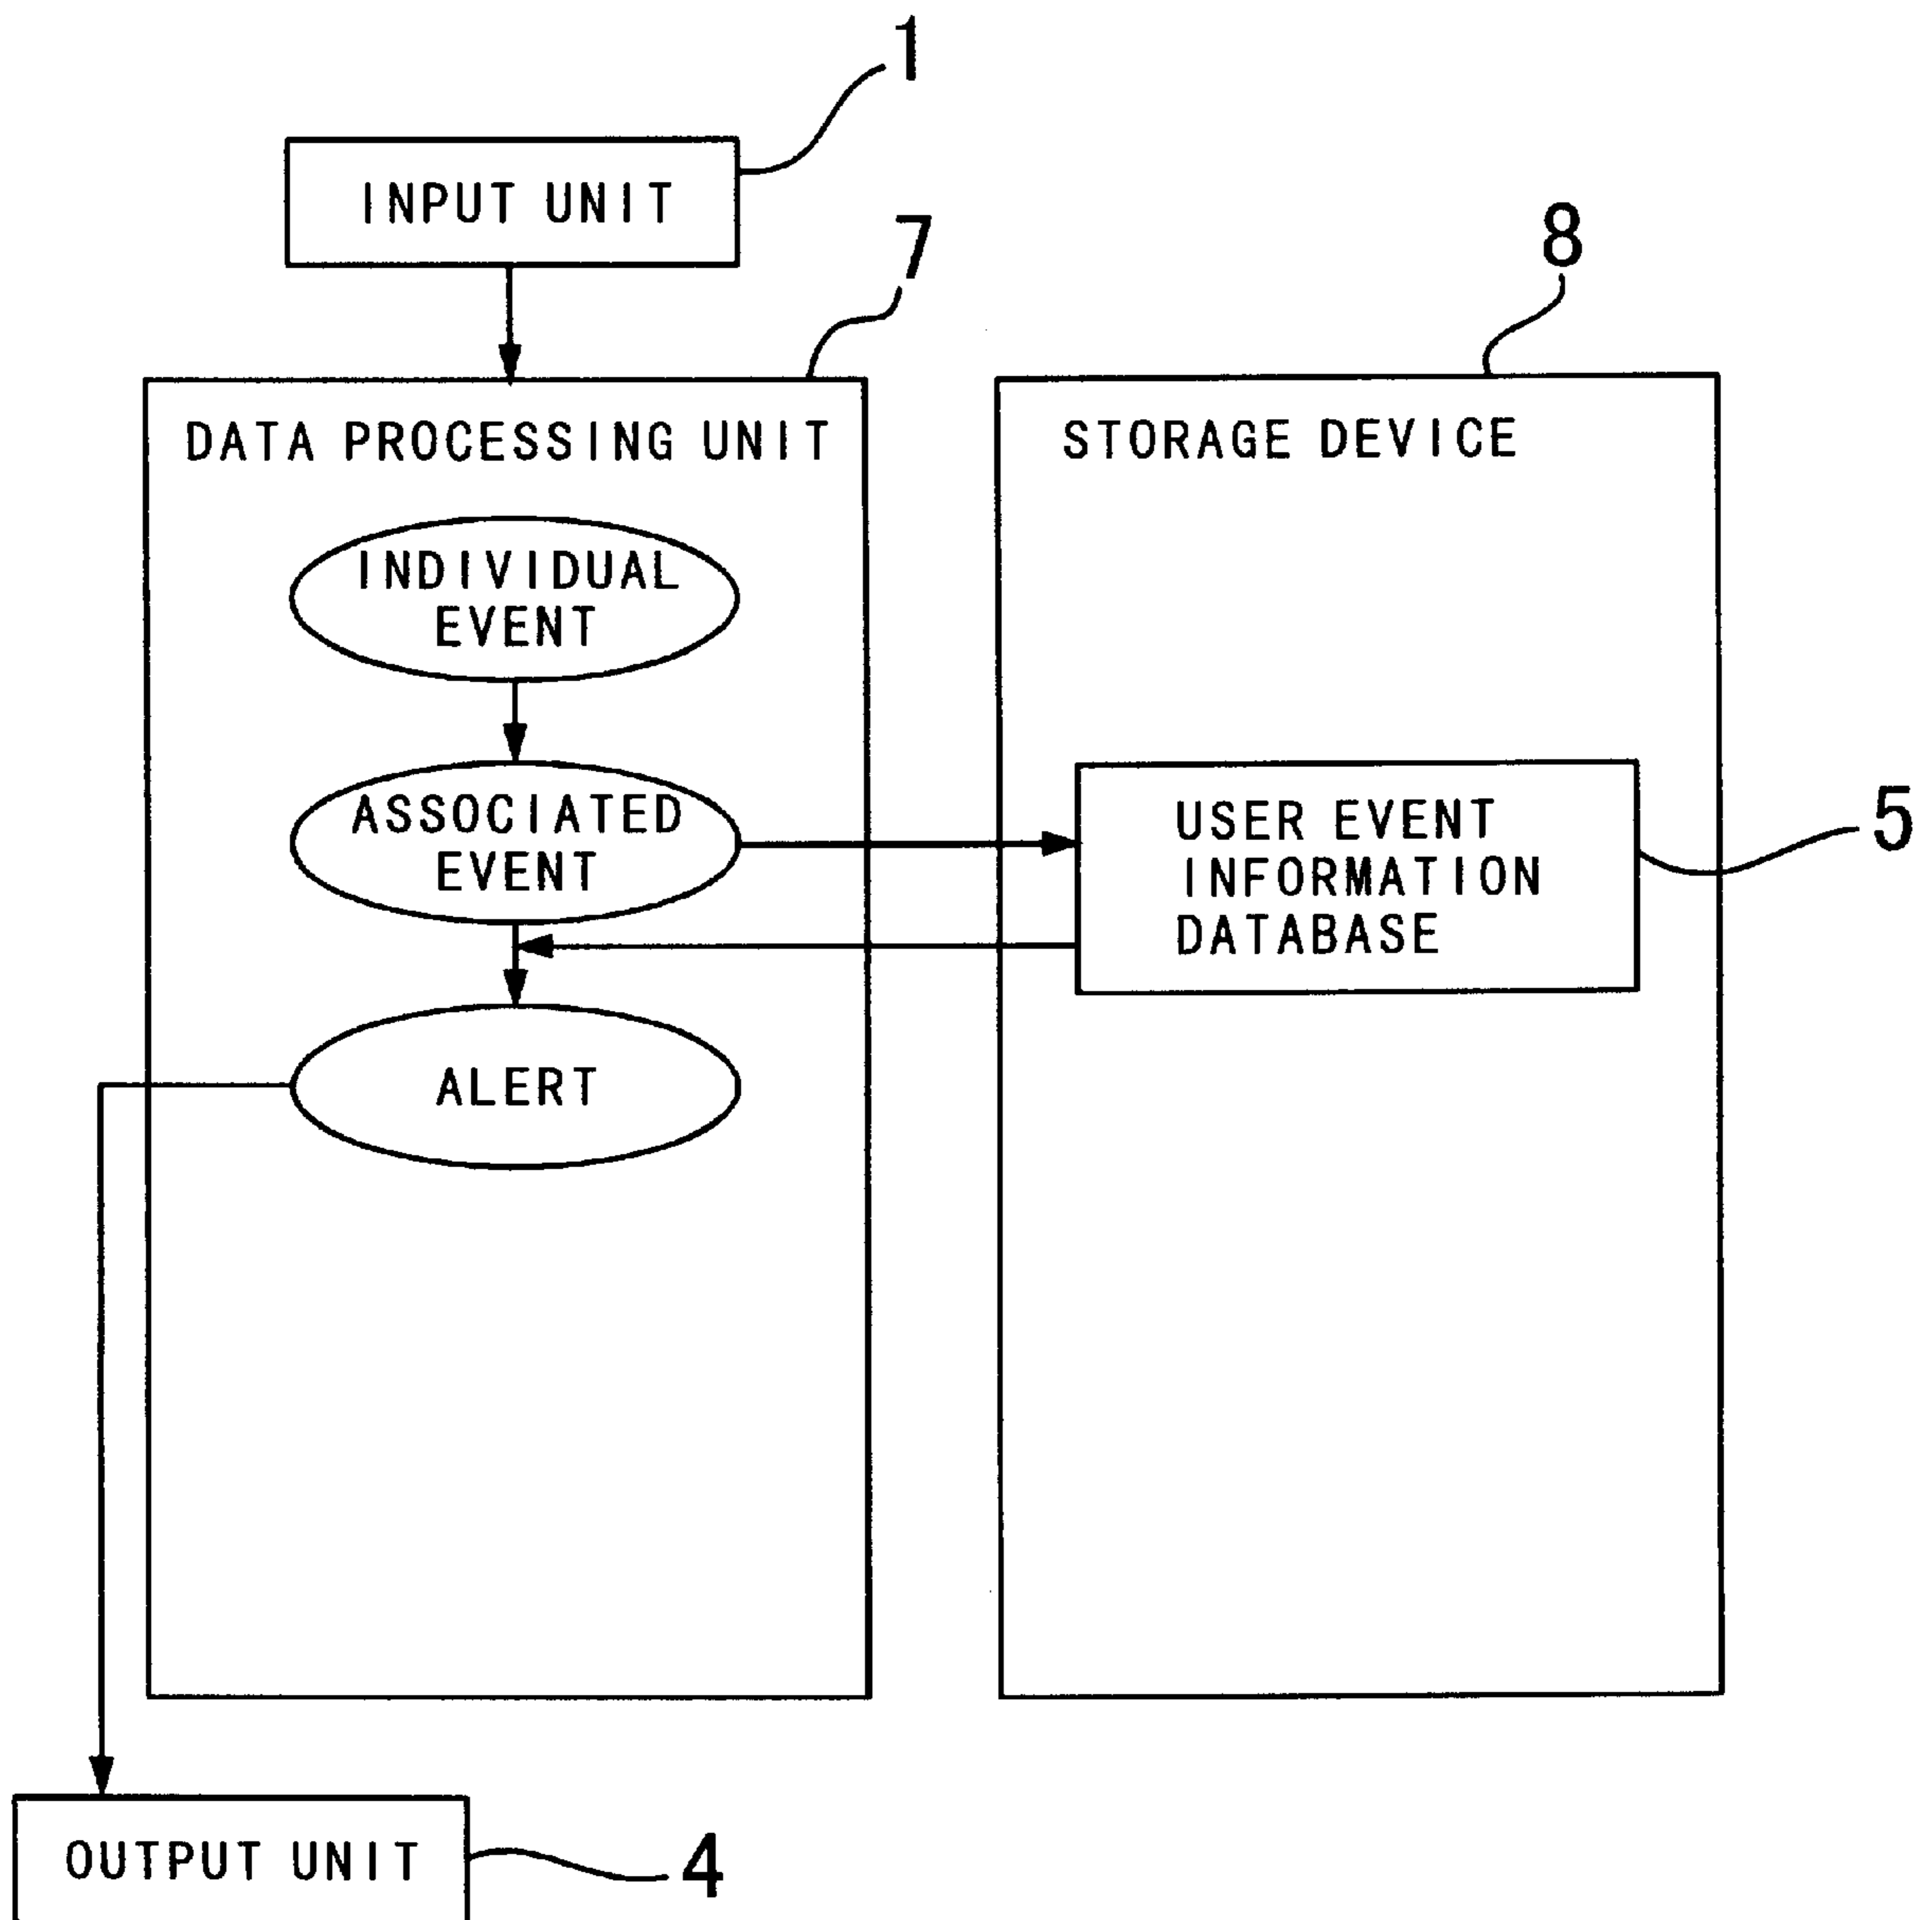 1
INPUT UNIT
7
8
DATA PROCESSING UNIT
STORAGE DEVICE
INDIVIDUAL
EVENT
ASSOCIATED
EVENT
USER EVENT
INFORMATION
DATABASE
5
ALERT
OUTPUT UNIT
4